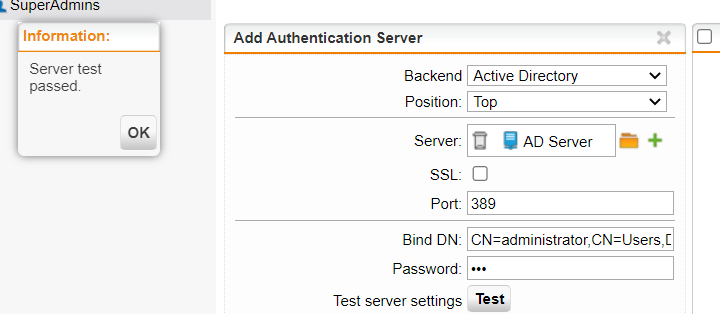 SuperAdmins
Information:
Server test
passed.
OK
Add Authentication Server
Backend Active Directory
Position: Top
Server: AD Server
SSL:
Port: 389
Bind DN: CN=administrator,CN=Users,D
Password: •••
Test server settings Test